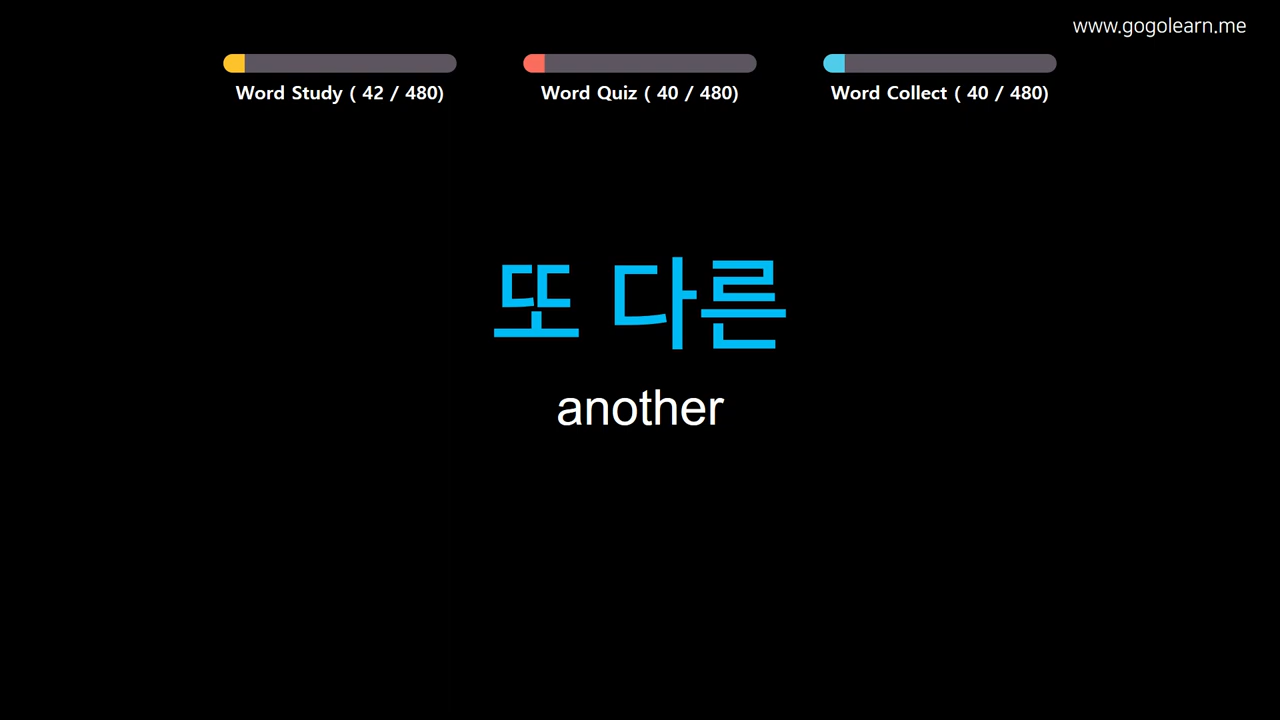 www.gogolearn.me
Word Study ( 42 / 480)
Word Quiz ( 40 / 480)
Word Collect ( 40 / 480)
또 다른
another